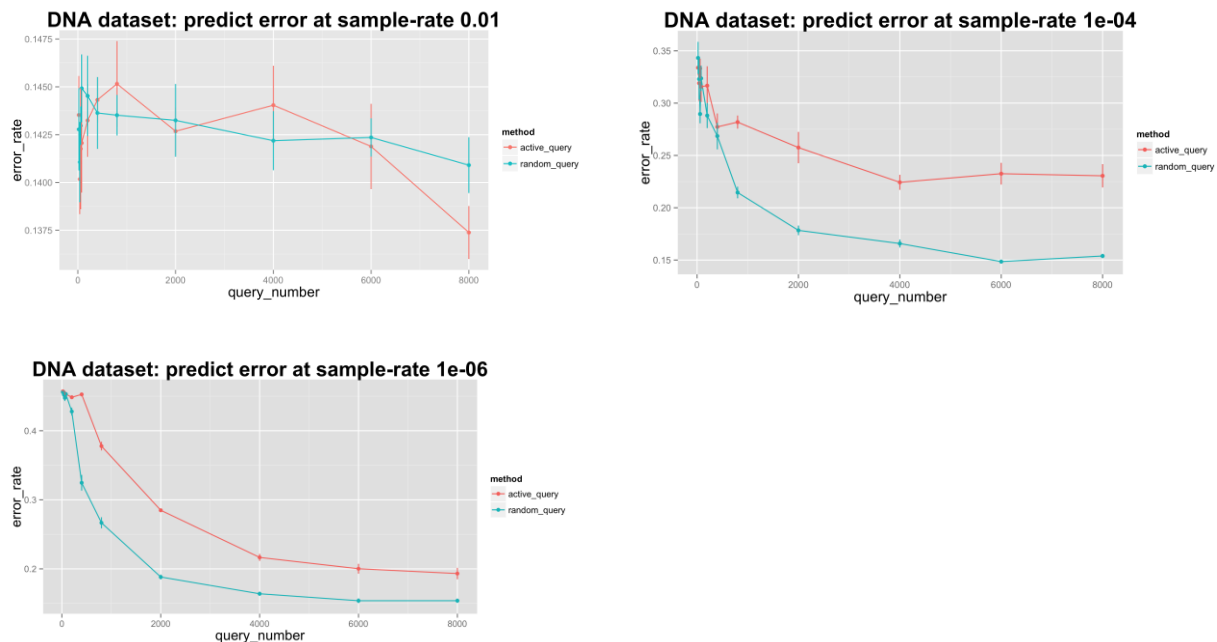 DNA dataset: predict error at sample-rate 0.01
0.1475
0.1450
0.1425
0.1400
0.1375
error_rate
0
2000
4000
6000
8000
query_number
method
active_query
random_query
DNA dataset: predict error at sample-rate 1e-04
0.35
0.30
0.25
0.20
0.15
error_rate
0
2000
4000
6000
8000
query_number
method
active_query
random_query
DNA dataset: predict error at sample-rate 1e-06
0.4
0.3
0.2
error_rate
0
2000
4000
6000
8000
query_number
method
active_query
random_query